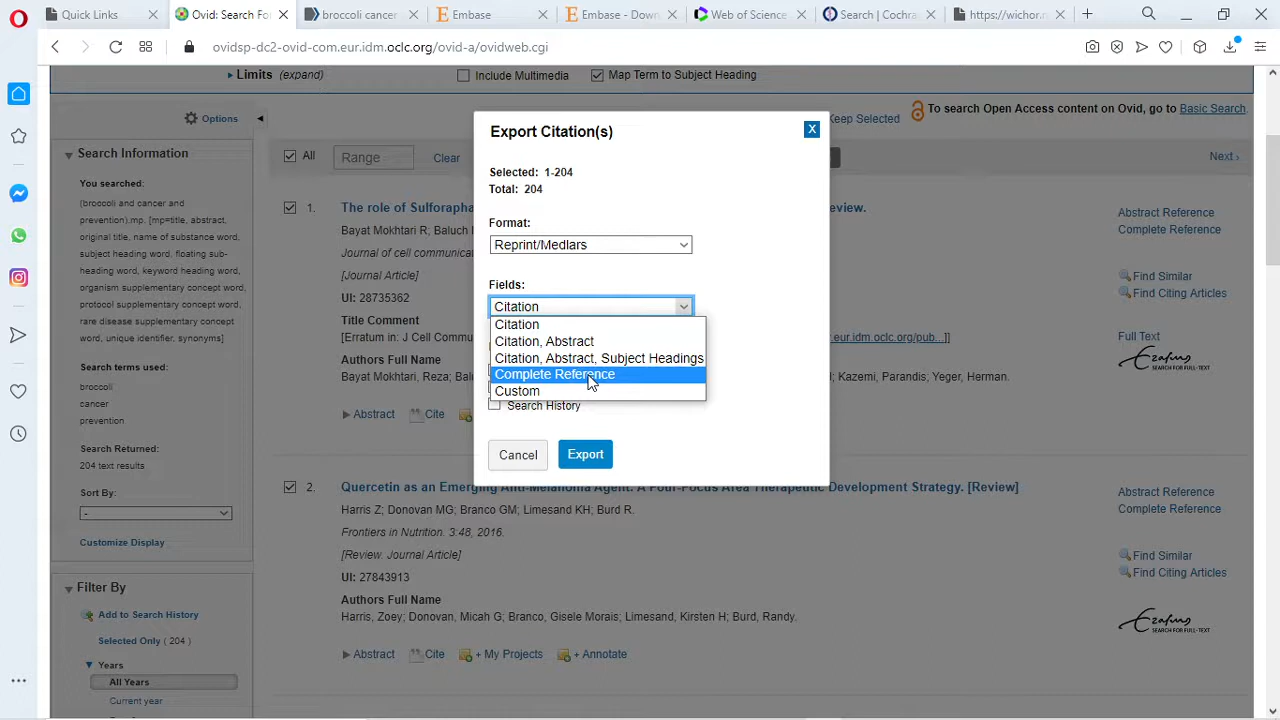 Quick Links
Ovid: Search For
broccoli cancer
Embase
Embase - Down
Web of Science
Search | Cochra
https://wichor.m
ovidsp-dc2-ovid-com.eur.idm.oclc.org/ovid-a/ovidweb.cgi
Limits (expand)
Include Multimedia
Map Term to Subject Heading
To search Open Access content on Ovid, go to Basic Search.
Options
Keep Selected
Search Information
You searched:
(broccoli and cancer and
prevention).mp. [mp=title, abstract,
original title, name of substance word,
subject heading word, floating sub-
heading word, keyword heading word,
organism supplementary concept word,
protocol supplementary concept word,
rare disease supplementary concept
word, unique identifier, synonyms]
Search terms used:
broccoli
cancer
prevention
Search Returned:
204 text results
Sort By:
-
Customize Display
Filter By
Add to Search History
Selected Only ( 204 )
Years
All Years
Current year
All
Range
Clear
Next
1.
The role of Sulforapha
view.
Bayat Mokhtari R; Baluch
Journal of cell communicat
[Journal Article]
UI: 28735362
Title Comment
[Erratum in: J Cell Commu
.eur.idm.oclc.org/pub...]]
Authors Full Name
Bayat Mokhtari, Reza;
Kazemi, Parandis; Yeger, Herman.
Abstract
Cite
Abstract Reference
Complete Reference
Find Similar
Find Citing Articles
Full Text
SEARCH FOR FULL-TEXT
Export Citation(s)
X
Selected: 1-204
Total: 204
Format:
Reprint/Medlars
Fields:
Citation
Citation
Citation, Abstract
Citation, Abstract, Subject Headings
Complete Reference
Custom
Search History
Cancel
Export
2.
Quercetin as an Emerging Anti-Melanoma Agent: A Four-Focus Area Therapeutic Development Strategy. [Review]
Harris Z; Donovan MG; Branco GM; Limesand KH; Burd R.
Frontiers in Nutrition. 3:48, 2016.
[Review. Journal Article]
UI: 27843913
Authors Full Name
Harris, Zoey; Donovan, Micah G; Branco, Gisele Morais; Limesand, Kirsten H; Burd, Randy.
Abstract
Cite
+ My Projects
+ Annotate
Abstract Reference
Complete Reference
Find Similar
Find Citing Articles
SEARCH FOR FULL-TEXT